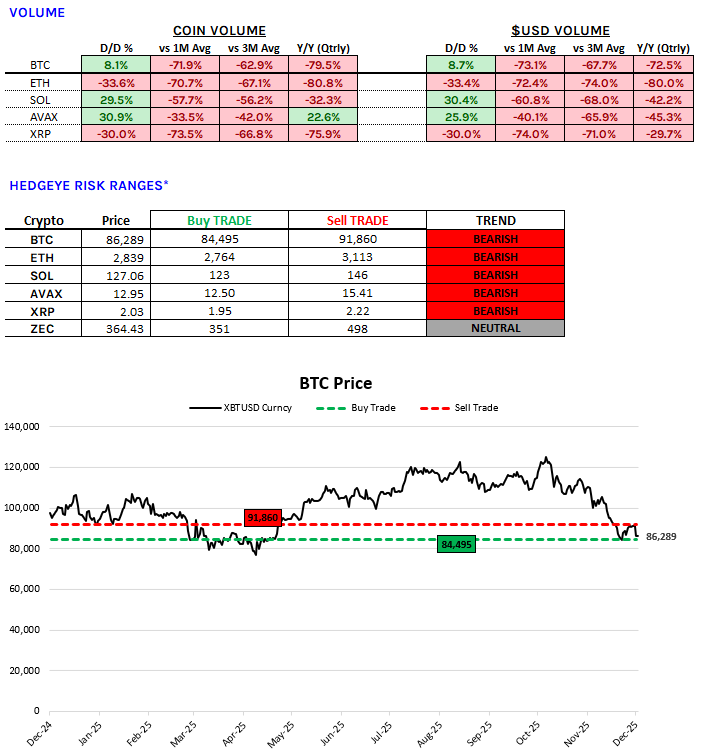 VOLUME
COIN VOLUME $USD VOLUME
D/D % vs 1M Avg vs 3M Avg Y/Y (Qtrly) D/D % vs 1M Avg vs 3M Avg Y/Y (Qtrly)
BTC 8.1% -71.9% -62.9% -79.5% 8.7% -73.1% -67.7% -72.5%
ETH -33.6% -70.7% -67.1% -80.8% -33.4% -72.4% -74.0% -80.0%
SOL 29.5% -57.7% -56.2% -32.3% 30.4% -60.8% -68.0% -42.2%
AVAX 30.9% -33.5% -42.0% 22.6% 25.9% -40.1% -65.9% -45.3%
XRP -30.0% -73.5% -66.8% -75.9% -30.0% -74.0% -71.0% -29.7%
HEDGEYE RISK RANGES*
Crypto Price Buy TRADE Sell TRADE TREND
BTC 86,289 84,495 91,860 BEARISH
ETH 2,839 2,764 3,113 BEARISH
SOL 127.06 123 146 BEARISH
AVAX 12.95 12.50 15.41 BEARISH
XRP 2.03 1.95 2.22 BEARISH
ZEC 364.43 351 498 NEUTRAL
BTC Price
XBTUSD Curncy Buy Trade Sell Trade
140,000
120,000
100,000
91,860
80,000
84,495
86,289
60,000
40,000
20,000
0
Dec-24 Jan-25 Feb-25 Mar-25 Apr-25 May-25 Jun-25 Jul-25 Aug-25 Sep-25 Oct-25 Nov-25 Dec-25